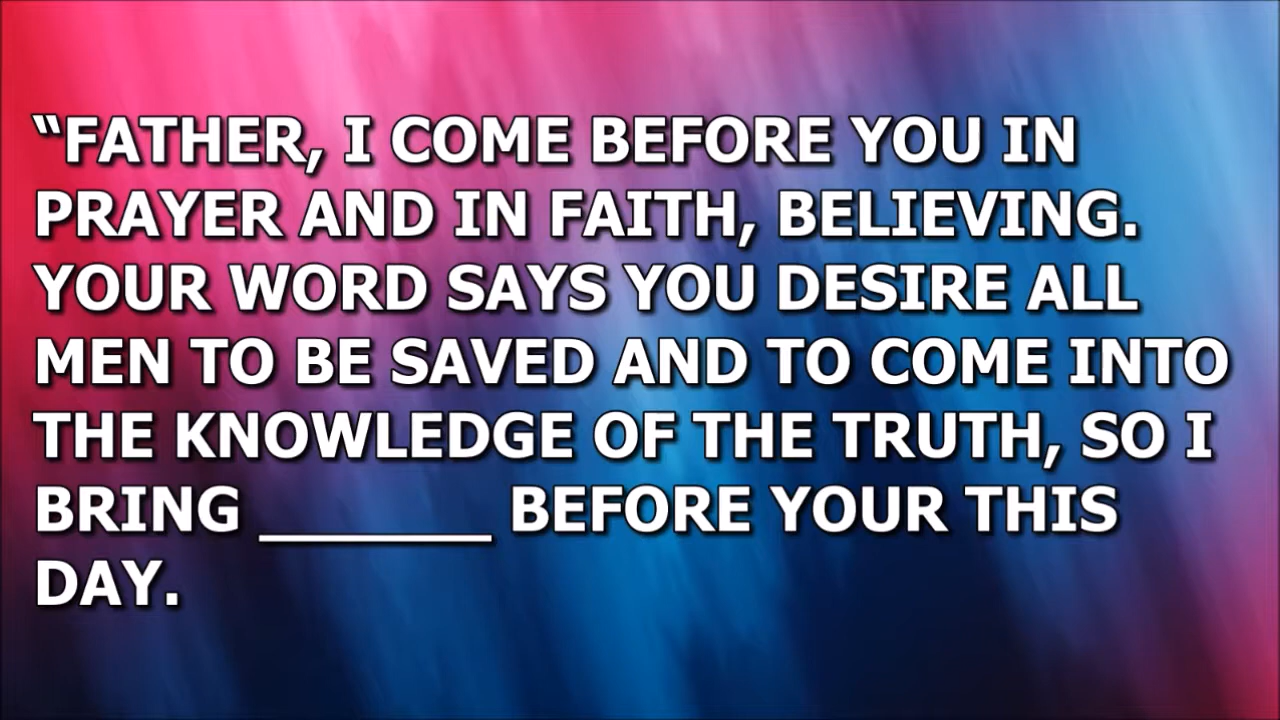 “FATHER, I COME BEFORE YOU IN
PRAYER AND IN FAITH, BELIEVING.
YOUR WORD SAYS YOU DESIRE ALL
MEN TO BE SAVED AND TO COME INTO
THE KNOWLEDGE OF THE TRUTH, SO I
BRING _______ BEFORE YOUR THIS
DAY.